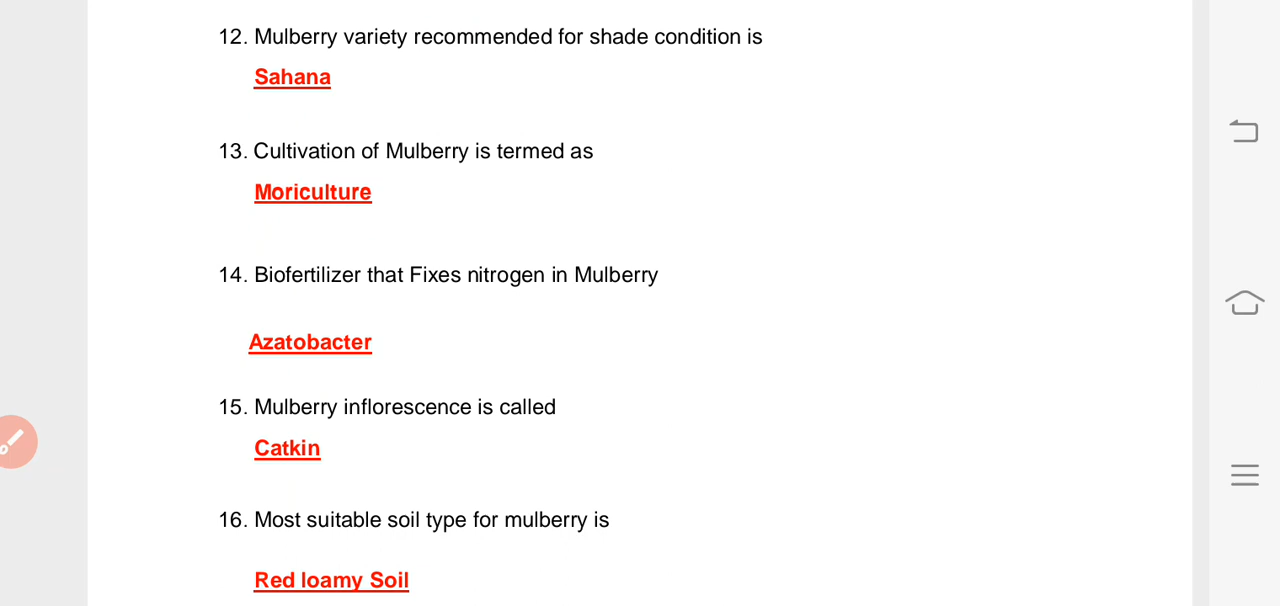 12. Mulberry variety recommended for shade condition is
Sahana
13. Cultivation of Mulberry is termed as
Moriculture
14. Biofertilizer that Fixes nitrogen in Mulberry
Azatobacter
15. Mulberry inflorescence is called
Catkin
16. Most suitable soil type for mulberry is
Red loamy Soil